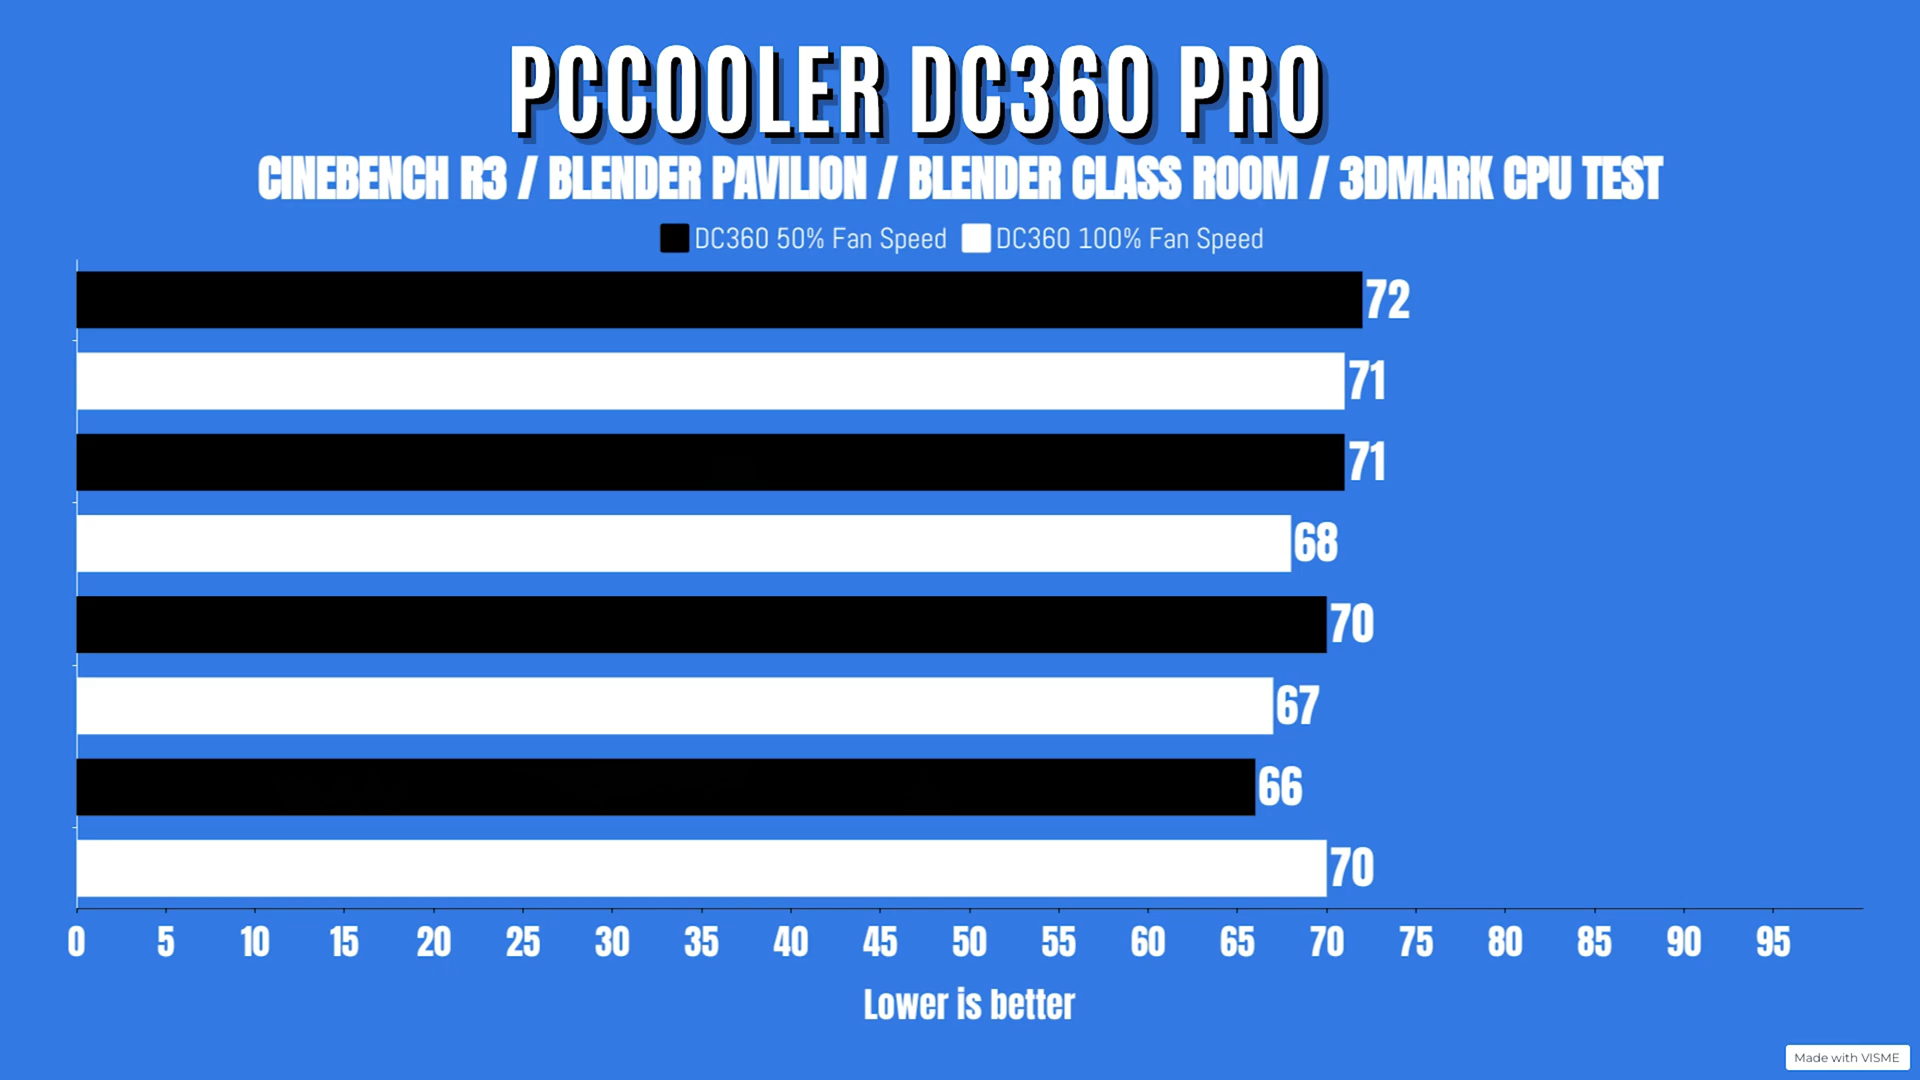 PCCOOLER DC360 PRO
CINEBENCH R3 / BLENDER PAVILION / BLENDER CLASS ROOM / 3DMARK CPU TEST
DC360 50% Fan Speed DC360 100% Fan Speed
72
71
71
68
70
67
66
70
0 5 10 15 20 25 30 35 40 45 50 55 60 65 70 75 80 85 90 95
Lower is better
Made with VISME